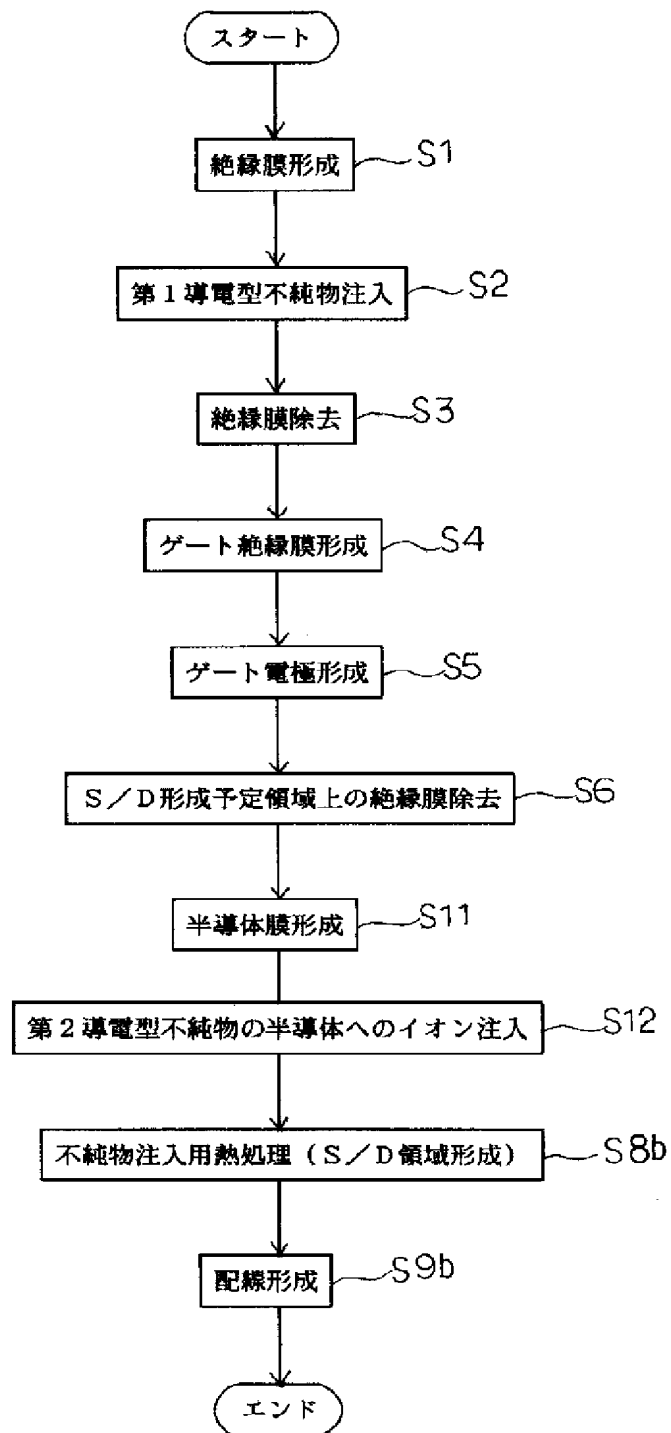 スタート
絶縁膜形成 S1
第1導電型不純物注入 S2
絶縁膜除去 S3
ゲート絶縁膜形成 S4
ゲート電極形成 S5
S/D形成予定領域上の絶縁膜除去 S6
半導体膜形成 S11
第2導電型不純物の半導体へのイオン注入 S12
不純物注入用熱処理(S/D領域形成) S8b
配線形成 S9b
エンド